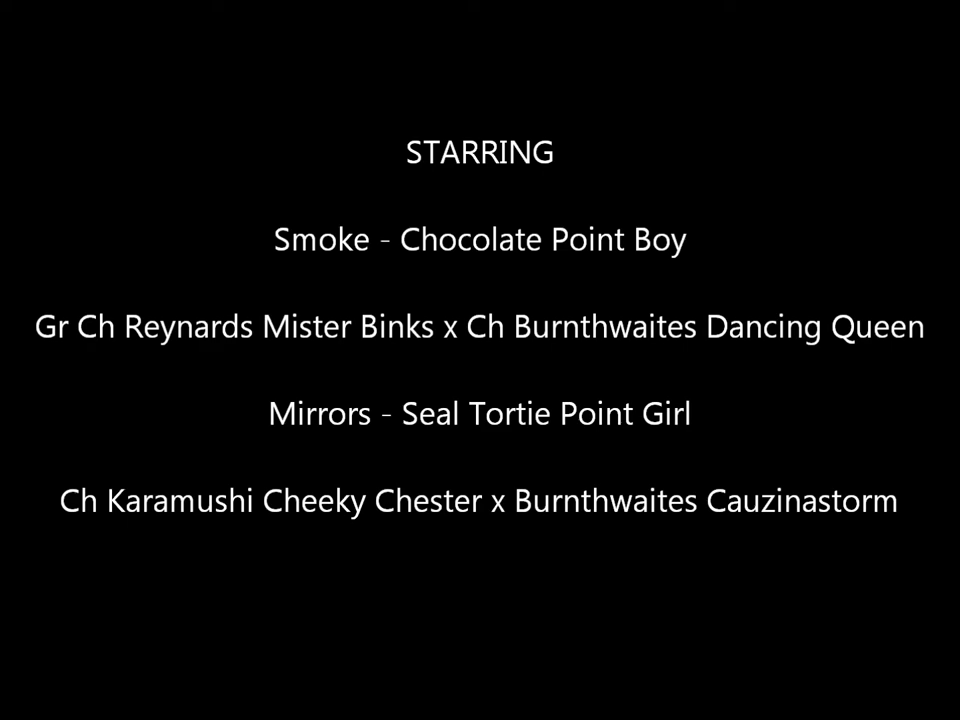 STARRING
Smoke - Chocolate Point Boy
Gr Ch Reynards Mister Binks x Ch Burnthwaites Dancing Queen
Mirrors - Seal Tortie Point Girl
Ch Karamushi Cheeky Chester x Burnthwaites Cauzinastorm